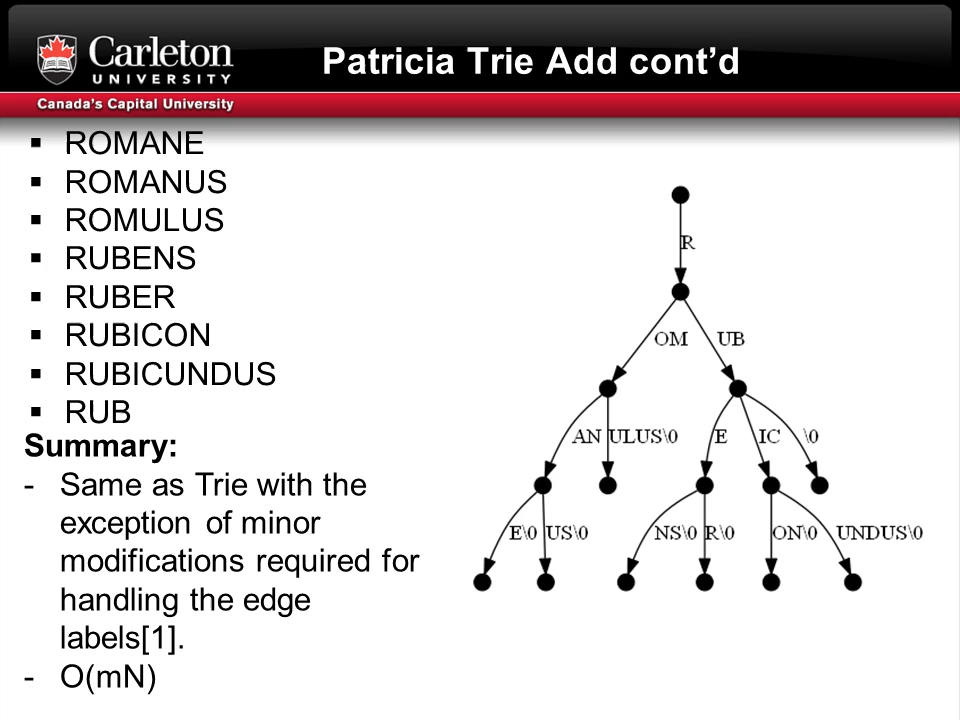 Carleton
UNIVERSITY
Canada's Capital University
Patricia Trie Add cont'd
▪ ROMANE
▪ ROMANUS
▪ ROMULUS
▪ RUBENS
▪ RUBER
▪ RUBICON
▪ RUBICUNDUS
▪ RUB
Summary:
- Same as Trie with the
exception of minor
modifications required for
handling the edge
labels[1].
- O(mN)
R
OM UB
AN ULUS\0 E IC \0
E\0 US\0 NS\0 R\0 ON\0 UNDUS\0